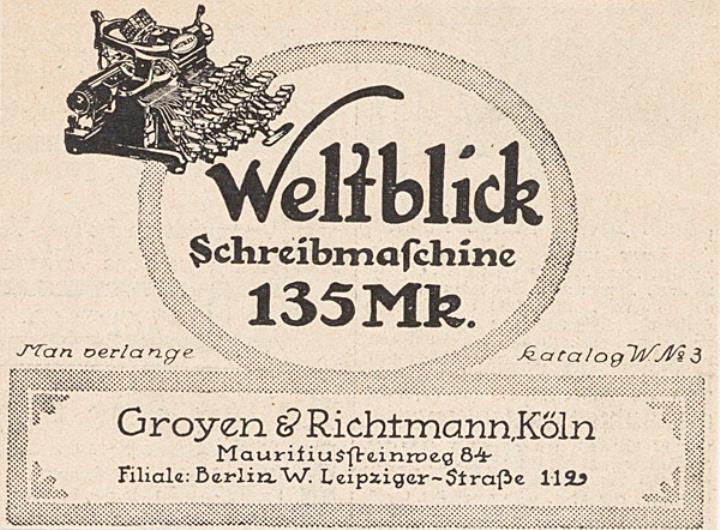 Weltblick
Schreibmaſchine
135 Mk.
Man verlange Katalog W № 3
Groyen & Richtmann, Köln
Mauritiusſteinweg 84
Filiale: Berlin W. Leipziger-Straße 112